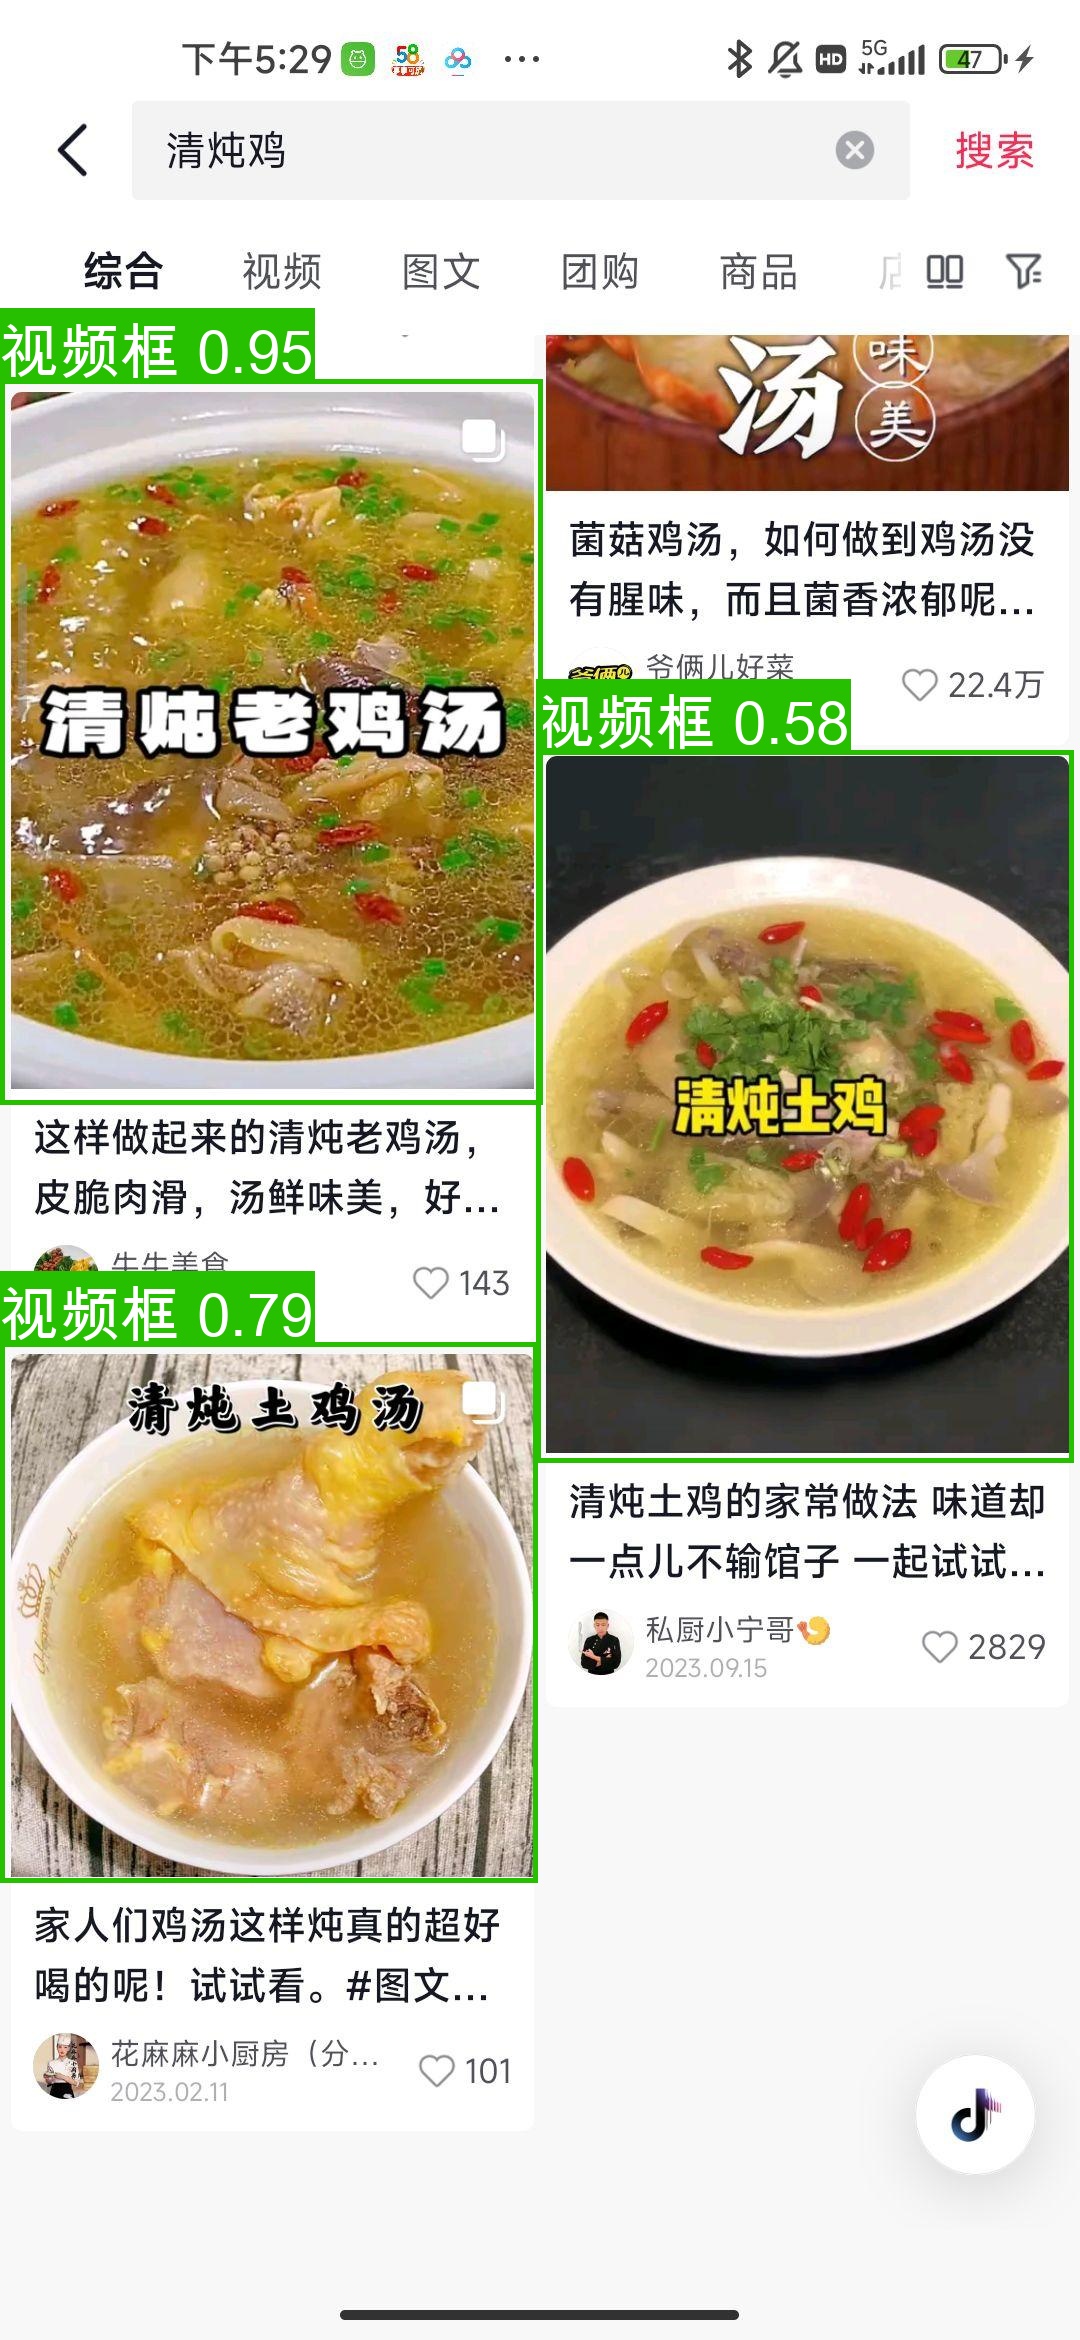 下午5:29
58
HD
5G
47
清炖鸡
搜索
综合 视频 图文 团购 商品
视频框 0.95
清炖老鸡汤
这样做起来的清炖老鸡汤，
皮脆肉滑，汤鲜味美，好...
牛牛美食
143
视频框 0.79
清炖土鸡汤
家人们鸡汤这样炖真的超好
喝的呢！试试看。#图文...
花麻麻小厨房（分...
2023.02.11
101
汤
味
美
菌菇鸡汤，如何做到鸡汤没
有腥味，而且菌香浓郁呢...
爷俩儿好菜
22.4万
视频框 0.58
清炖土鸡
清炖土鸡的家常做法 味道却
一点儿不输馆子 一起试试...
私厨小宁哥
2023.09.15
2829